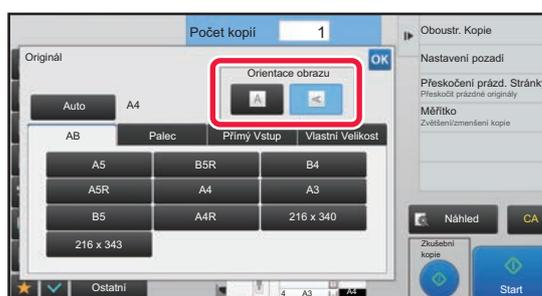 Počet kopií 1
Originál
OK
Orientace obrazu
A A
Auto A4
AB Palec Přímý Vstup Vlastní Velikost
A5 B5R B4
A5R A4 A3
B5 A4R 216 x 340
216 x 343
Ostatní
4 A3 A4
Oboustr. Kopie
Nastavení pozadí
Přeskočení prázd. Stránk
Přeskočit prázdné originály
Měřítko
Zvětšení/zmenšení kopie
Náhled CA
Zkušební
kopie
Start